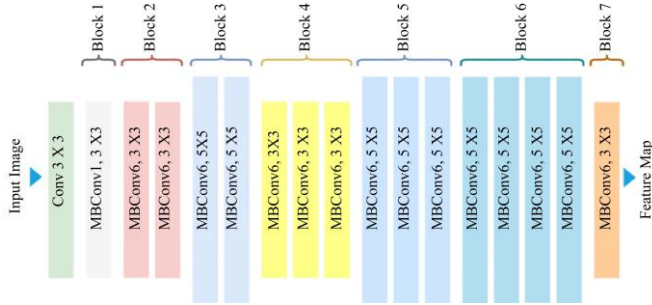 Block 1
Block 2
Block 3
Block 4
Block 5
Block 6
Block 7
Input Image
Conv 3 X 3
MBConv1, 3 X3
MBConv6, 3 X3
MBConv6, 3 X3
MBConv6, 5X5
MBConv6, 5 X5
MBConv6, 3X3
MBConv6, 3 X3
MBConv6, 3 X3
MBConv6, 5 X5
MBConv6, 5 X5
MBConv6, 5 X5
MBConv6, 5 X5
MBConv6, 5 X5
MBConv6, 5 X5
MBConv6, 5 X5
MBConv6, 3 X3
Feature Map